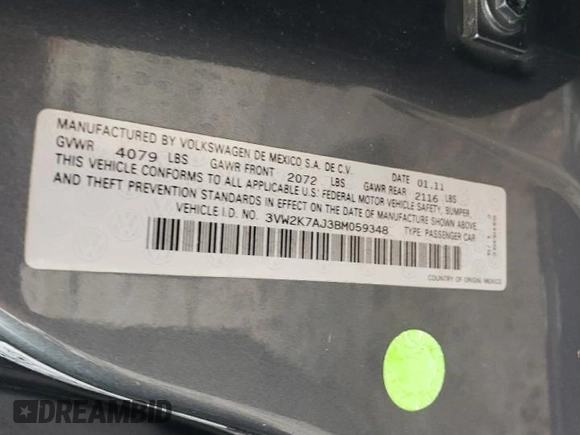 MANUFACTURED BY VOLKSWAGEN DE MEXICO S.A. DE C.V. DATE 01.11
GVWR 4079 LBS GAWR FRONT 2072 LBS GAWR REAR 2116 LBS
THIS VEHICLE CONFORMS TO ALL APPLICABLE U.S. FEDERAL MOTOR VEHICLE SAFETY, BUMPER,
AND THEFT PREVENTION STANDARDS IN EFFECT ON THE DATE OF MANUFACTURE SHOWN ABOVE.
VEHICLE I.D. NO. 3VW2K7AJ3BM059348 TYPE: PASSENGER CAR
COUNTRY OF ORIGIN, MEXICO
DREAMBID